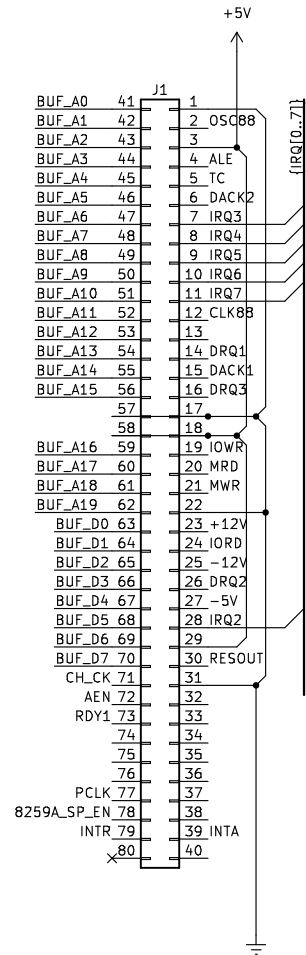 +5V
J1
{IRQ[0..7]}
BUF_A0 41 1
BUF_A1 42 2 OSC88
BUF_A2 43 3
BUF_A3 44 4 ALE
BUF_A4 45 5 TC
BUF_A5 46 6 DACK2
BUF_A6 47 7 IRQ3
BUF_A7 48 8 IRQ4
BUF_A8 49 9 IRQ5
BUF_A9 50 10 IRQ6
BUF_A10 51 11 IRQ7
BUF_A11 52 12 CLK88
BUF_A12 53 13
BUF_A13 54 14 DRQ1
BUF_A14 55 15 DACK1
BUF_A15 56 16 DRQ3
57 17
58 18
BUF_A16 59 19 IOWR
BUF_A17 60 20 MRD
BUF_A18 61 21 MWR
BUF_A19 62 22
BUF_D0 63 23 +12V
BUF_D1 64 24 IORD
BUF_D2 65 25 -12V
BUF_D3 66 26 DRQ2
BUF_D4 67 27 -5V
BUF_D5 68 28 IRQ2
BUF_D6 69 29
BUF_D7 70 30 RESOUT
CH_CK 71 31
AEN 72 32
RDY1 73 33
74 34
75 35
76 36
PCLK 77 37
8259A_SP_EN 78 38
INTR 79 39 INTA
80 40